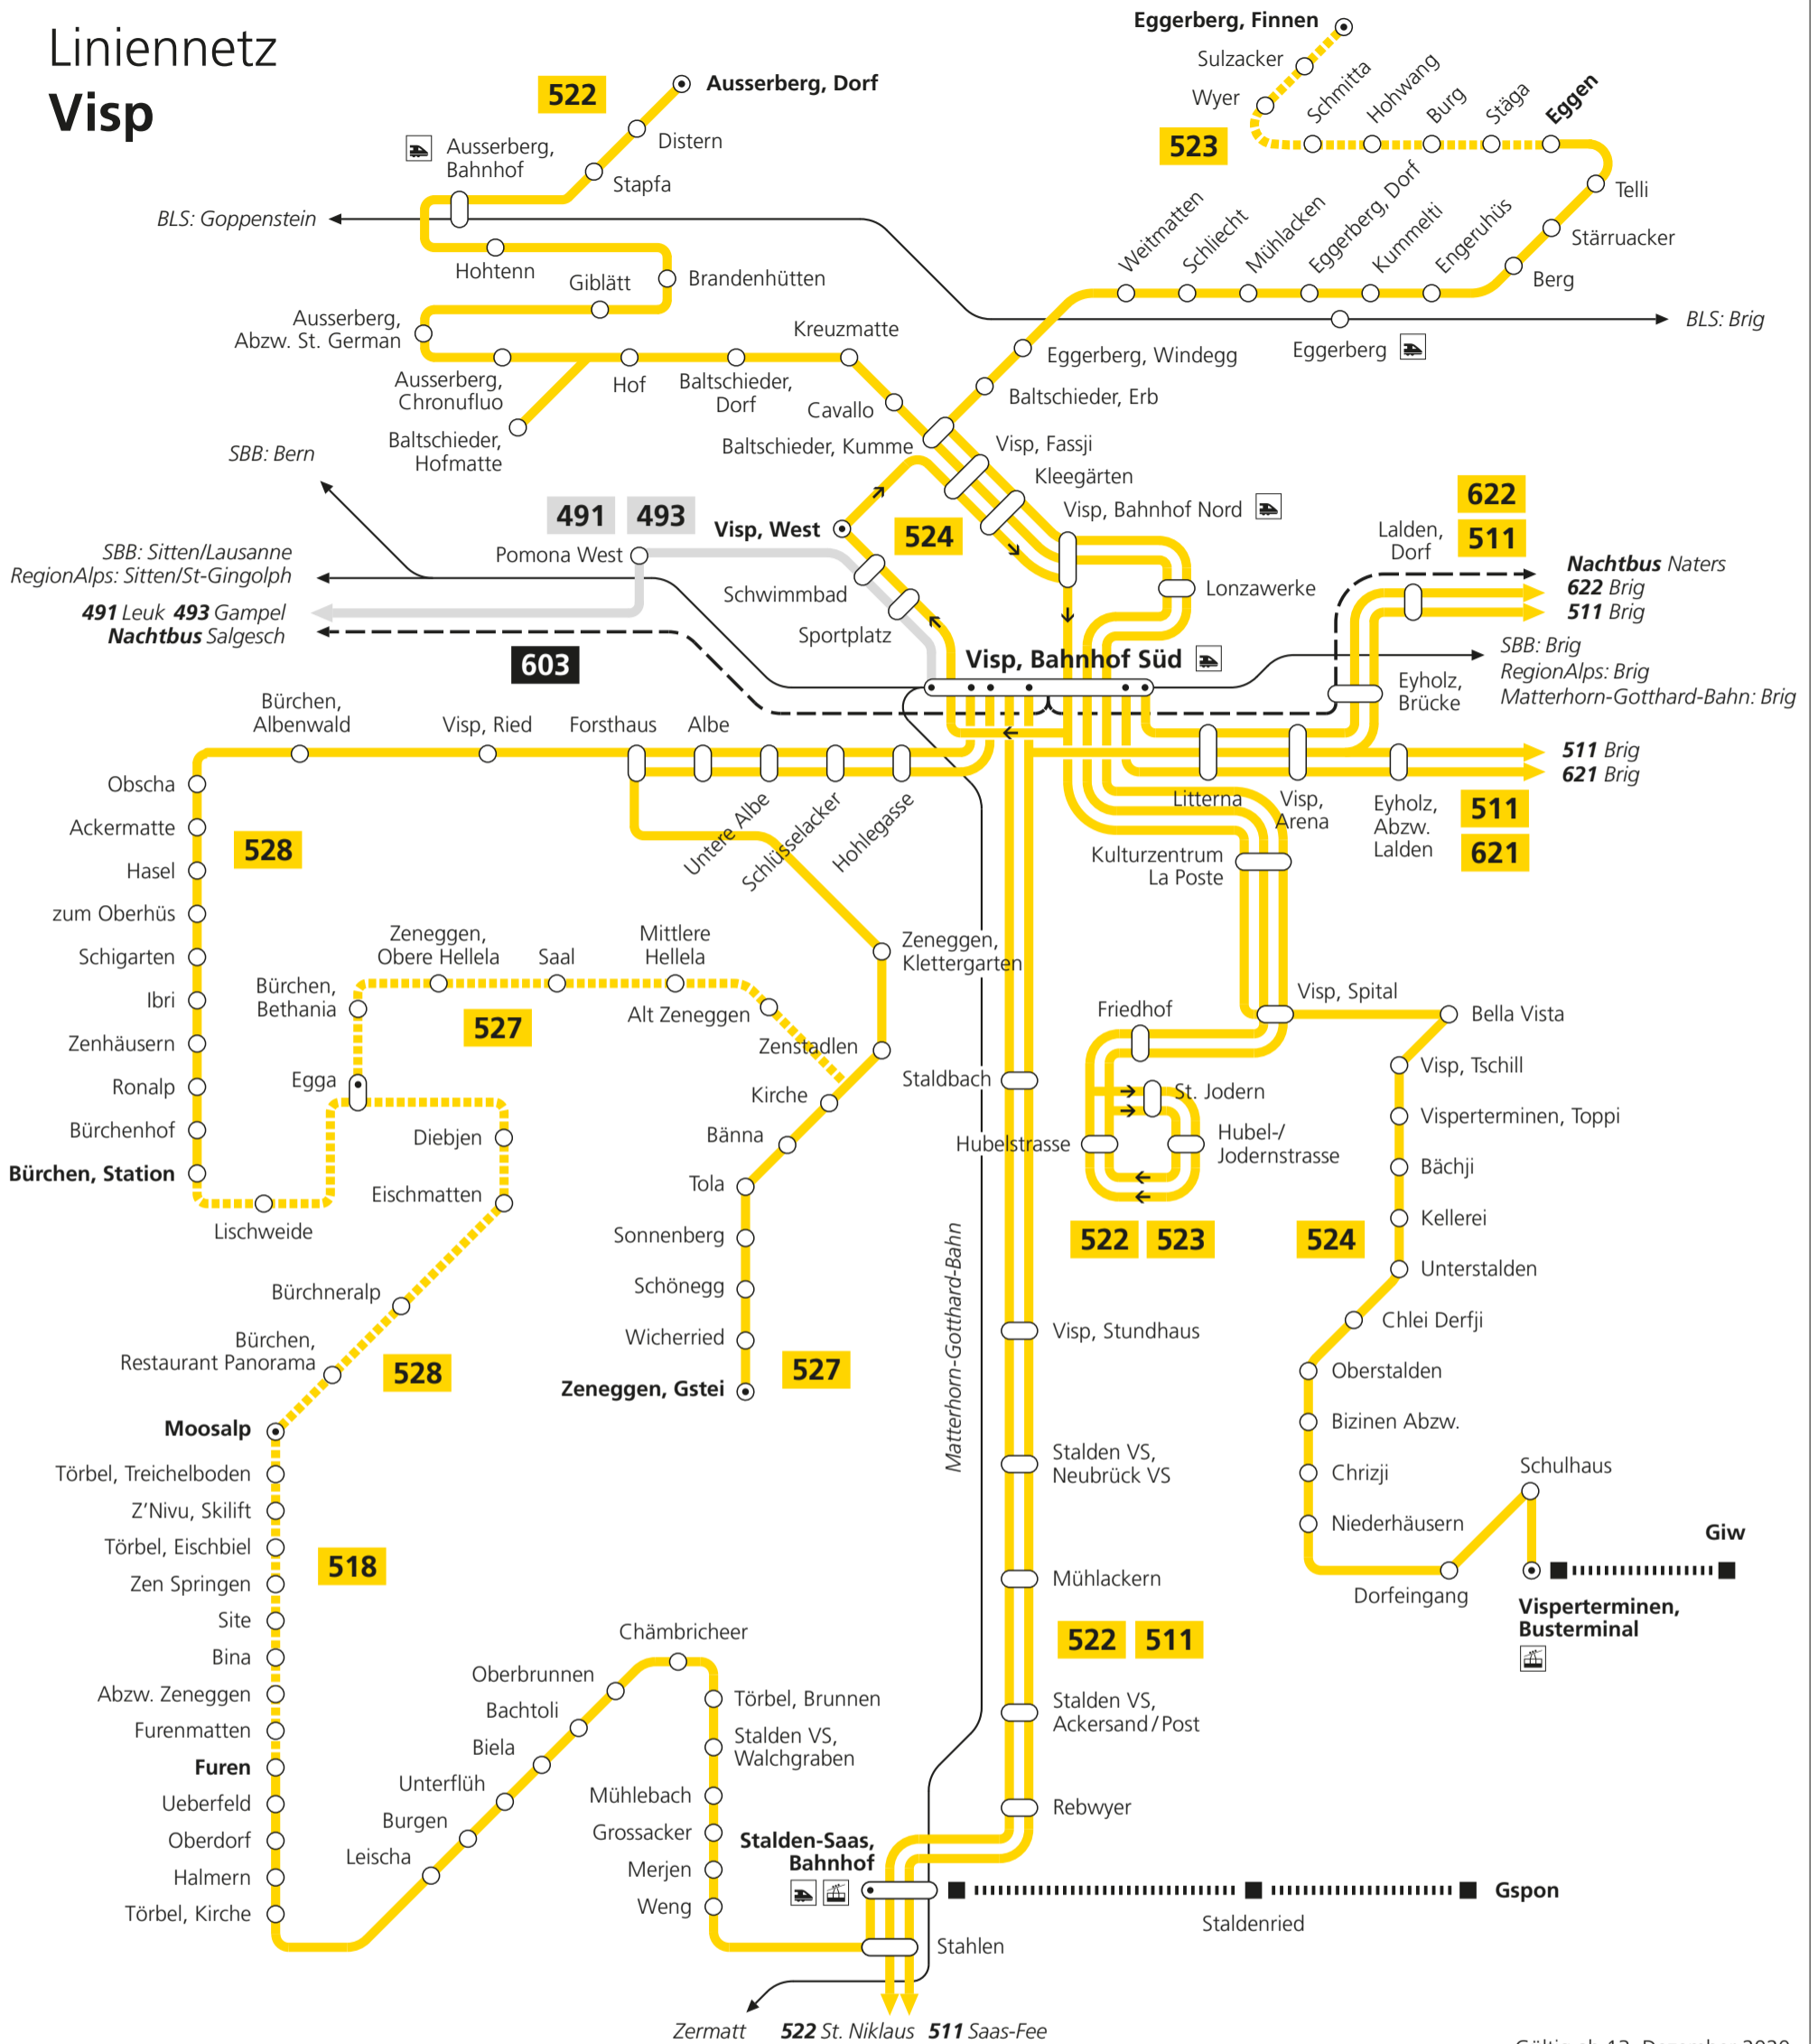 Liniennetz
Visp
522
Ausserberg, Dorf
Distern
Stapfa
Ausserberg,
Bahnhof
BLS: Goppenstein
Hohtenn
Giblätt
Brandenhütten
Ausserberg,
Abzw. St. German
Kreuzmatte
Ausserberg,
Chronufluo
Hof
Baltschieder,
Dorf
Cavallo
Baltschieder,
Hofmatte
Baltschieder, Kumme
Eggerberg, Finnen
Sulzacker
Wyer
523
Schmitta
Hohwang
Burg
Stäga
Eggen
Telli
Stärruacker
Berg
Weitmatten
Schliecht
Mühlacken
Eggerberg, Dorf
Kummelti
Engeruhüs
BLS: Brig
Eggerberg
Eggerberg, Windegg
Baltschieder, Erb
Visp, Fassji
Kleegärten
Visp, Bahnhof Nord
SBB: Bern
491
493
Visp, West
524
Pomona West
SBB: Sitten/Lausanne
RegionAlps: Sitten/St-Gingolph
491 Leuk 493 Gampel
Nachtbus Salgesch
Schwimmbad
Sportplatz
603
Lonzawerke
622
511
Lalden,
Dorf
Nachtbus Naters
622 Brig
511 Brig
Visp, Bahnhof Süd
SBB: Brig
RegionAlps: Brig
Matterhorn-Gotthard-Bahn: Brig
Eyholz,
Brücke
511 Brig
621 Brig
Litterna
Visp,
Arena
Eyholz,
Abzw.
Lalden
511
621
Bürchen,
Albenwald
Visp, Ried
Forsthaus
Albe
Untere Albe
Schlüsselacker
Hohlegasse
Obscha
Ackermatte
528
Hasel
zum Oberhüs
Schigarten
Ibri
Zenhäusern
Ronalp
Bürchenhof
Bürchen, Station
Lischweide
Kulturzentrum
La Poste
Zeneggen,
Obere Hellela
Saal
Mittlere
Hellela
Zeneggen,
Klettergarten
Bürchen,
Bethania
527
Alt Zeneggen
Zenstadlen
Egga
Kirche
Diebjen
Bänna
Eischmatten
Tola
Sonnenberg
Schönegg
Wicherried
Zeneggen, Gstei
527
Bürchneralp
Bürchen,
Restaurant Panorama
528
Moosalp
Friedhof
Visp, Spital
Bella Vista
Staldbach
St. Jodern
Visp, Tschill
Visperterminen, Toppi
Hubelstrasse
Hubel-/
Jodernstrasse
Bächji
522
523
524
Kellerei
Unterstalden
Chlei Derfji
Oberstalden
Bizinen Abzw.
Chrizji
Niederhäusern
Schulhaus
Dorfeingang
Giw
Visperterminen,
Busterminal
Matterhorn-Gotthard-Bahn
Visp, Stundhaus
Stalden VS,
Neubrück VS
Mühlackern
522
511
Stalden VS,
Ackersand/Post
Rebwyer
Törbel, Treichelboden
Z’Nivu, Skilift
Törbel, Eischbiel
518
Zen Springen
Site
Bina
Abzw. Zeneggen
Furenmatten
Furen
Ueberfeld
Oberdorf
Halmern
Törbel, Kirche
Chämbricheer
Oberbrunnen
Bachtoli
Biela
Unterflüh
Burgen
Leischa
Törbel, Brunnen
Stalden VS,
Walchgraben
Mühlebach
Grossacker
Merjen
Weng
Stalden-Saas,
Bahnhof
Staldenried
Gspon
Stahlen
Zermatt
522 St. Niklaus 511 Saas-Fee